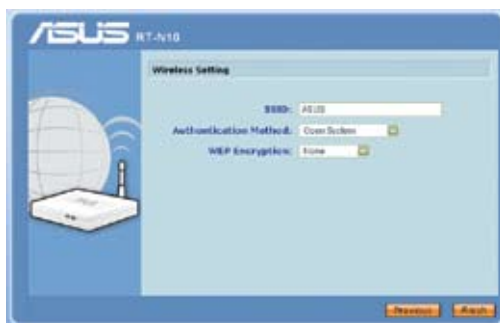 ASUS RT-N10
Wireless Setting
SSID: ASUS
Authentication Method: Open System
WEP Encryption: None
Previous Finish